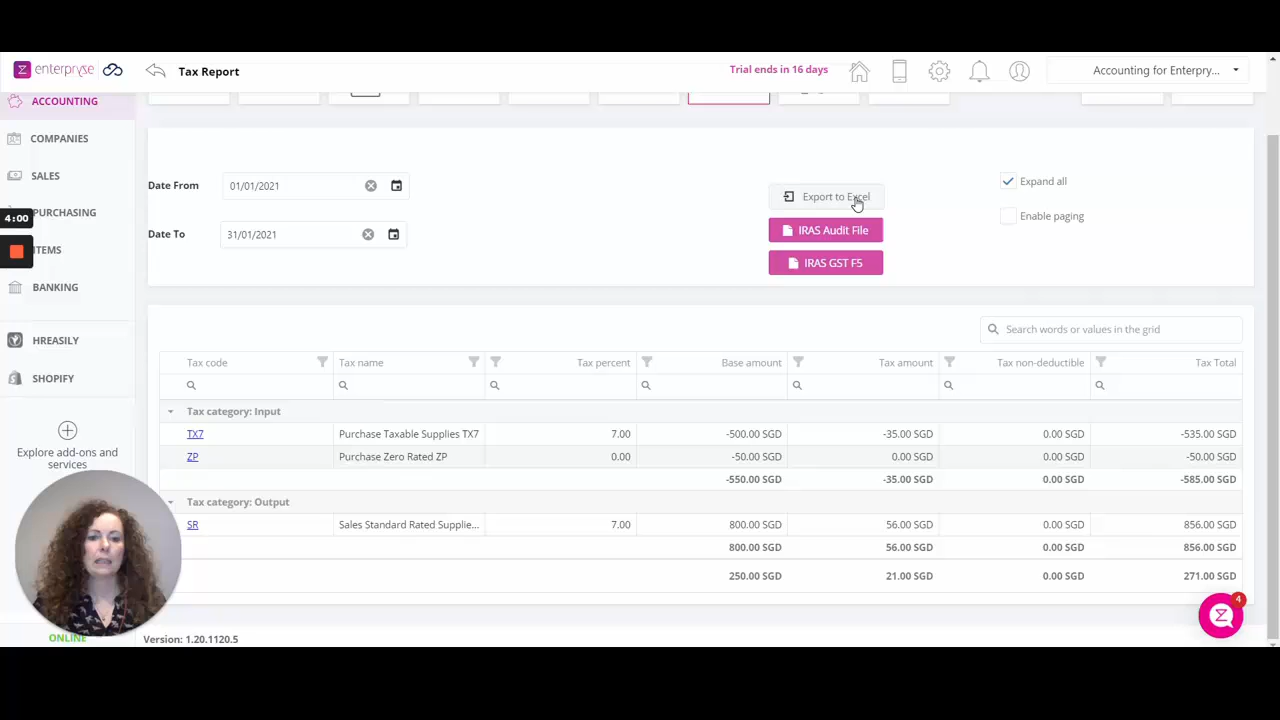 enterpryse
Tax Report
Trial ends in 16 days
Accounting for Enterpry...
ACCOUNTING
COMPANIES
SALES
4:00
PURCHASING
ITEMS
BANKING
HREASILY
SHOPIFY
Explore add-ons and
services
ONLINE
Date From
01/01/2021
Date To
31/01/2021
Export to Excel
IRAS Audit File
IRAS GST F5
Expand all
Enable paging
Search words or values in the grid
Tax code Tax name Tax percent Base amount Tax amount Tax non-deductible Tax Total
Tax category: Input
TX7 Purchase Taxable Supplies TX7 7.00 -500.00 SGD -35.00 SGD 0.00 SGD -535.00 SGD
ZP Purchase Zero Rated ZP 0.00 -50.00 SGD 0.00 SGD 0.00 SGD -50.00 SGD
-550.00 SGD -35.00 SGD 0.00 SGD -585.00 SGD
Tax category: Output
SR Sales Standard Rated Supplie... 7.00 800.00 SGD 56.00 SGD 0.00 SGD 856.00 SGD
800.00 SGD 56.00 SGD 0.00 SGD 856.00 SGD
250.00 SGD 21.00 SGD 0.00 SGD 271.00 SGD
4
Version: 1.20.1120.5